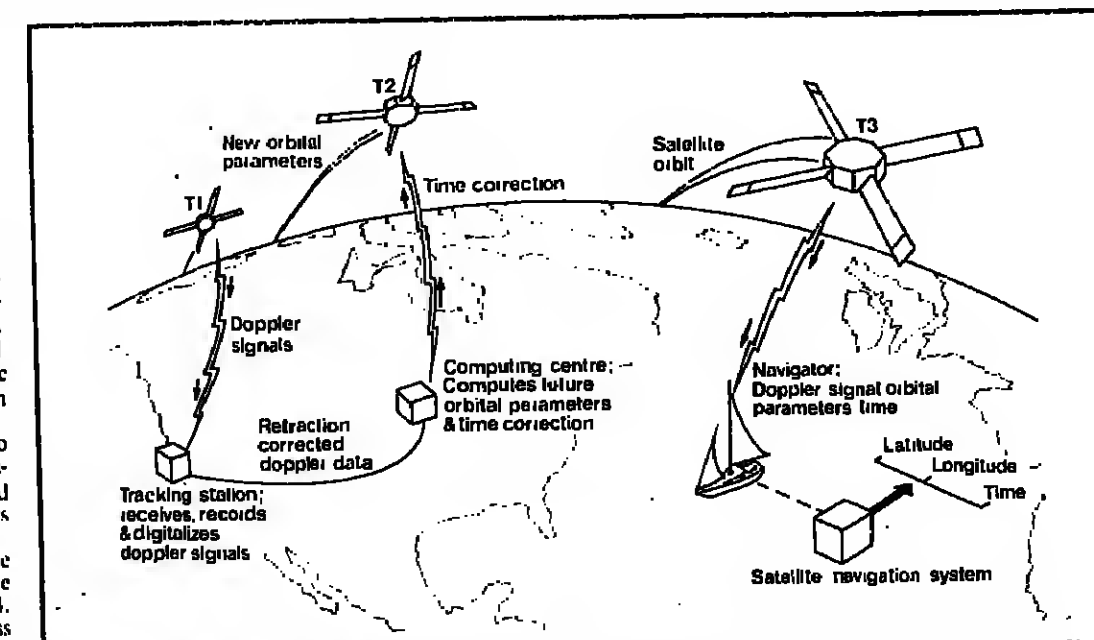 T2
T3
New orbital
parameters
Satellite
orbit
Time correction
T1
Doppler
signals
Computing centre;
Computes future
orbital parameters
& time correction
Navigator;
Doppler signal orbital
parameters time
Refraction
corrected
doppler data
Latitude
Longitude
Time
Tracking station;
receives, records
& digitalizes
doppler signals
Satellite navigation system